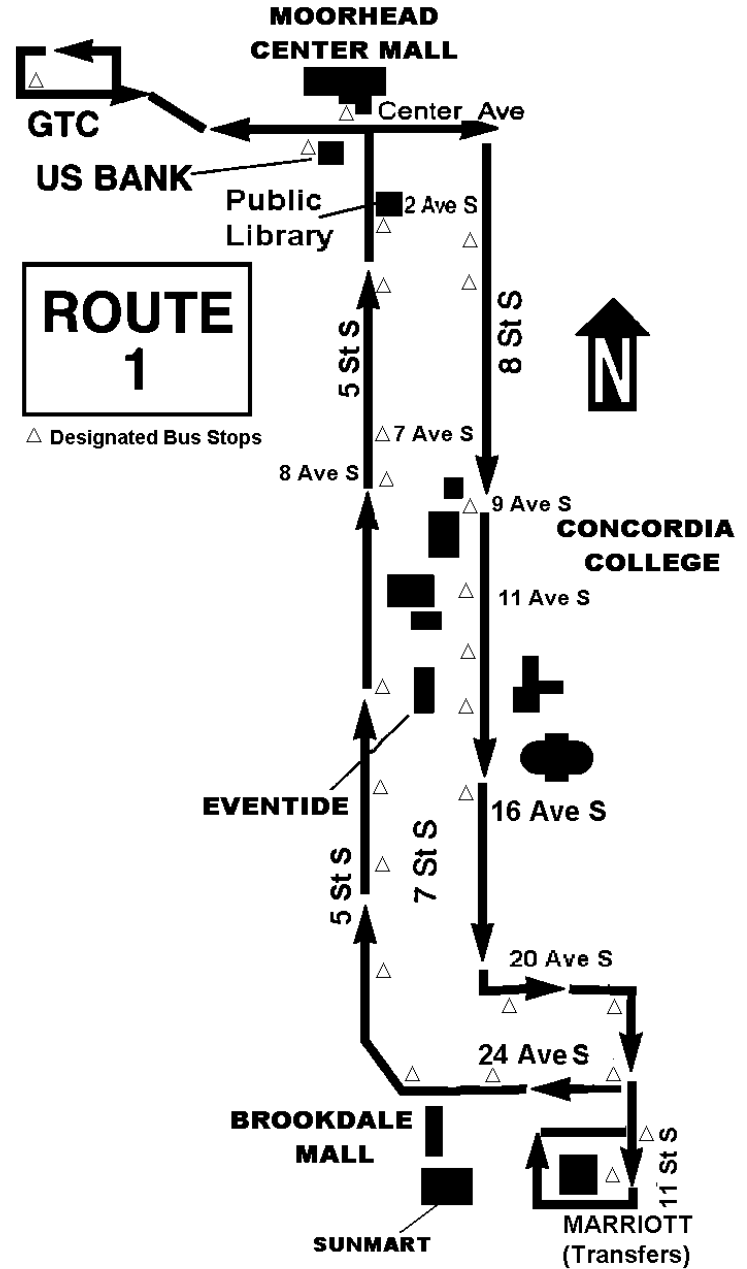 MOORHEAD
CENTER MALL
Center Ave
GTC
US BANK
Public
Library
2 Ave S
ROUTE
1
8 St S
5 St S
N
△ Designated Bus Stops
7 Ave S
8 Ave S
9 Ave S
CONCORDIA
COLLEGE
11 Ave S
EVENTIDE
16 Ave S
7 St S
5 St S
20 Ave S
24 Ave S
BROOKDALE
MALL
11 St S
MARRIOTT
(Transfers)
SUNMART